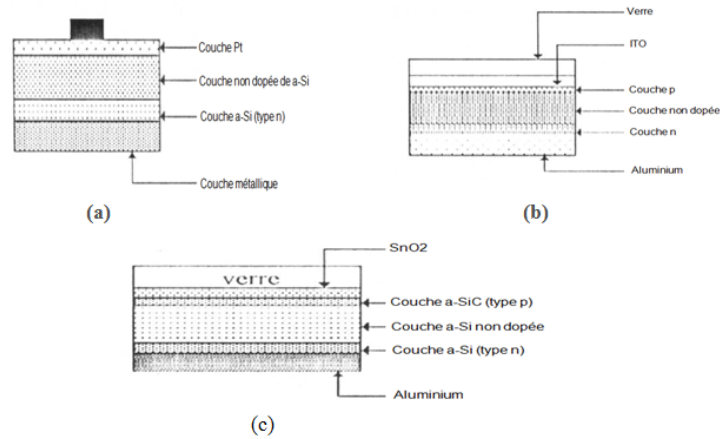 Couche Pt
Couche non dopée de a-Si
Couche a-Si (type n)
Couche métallique
(a)
Verre
ITO
Couche p
Couche non dopée
Couche n
Aluminium
(b)
SnO2
verre
Couche a-SiC (type p)
Couche a-Si non dopée
Couche a-Si (type n)
Aluminium
(c)